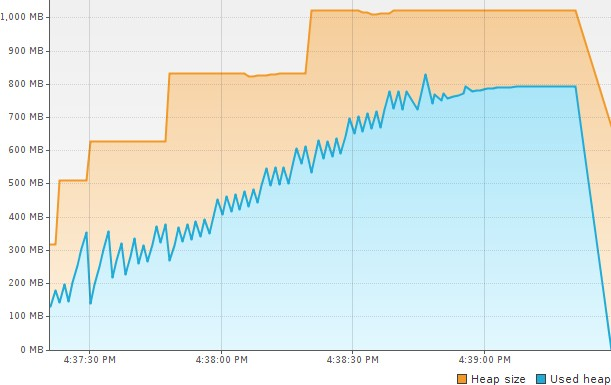 1,000 MB
900 MB
800 MB
700 MB
600 MB
500 MB
400 MB
300 MB
200 MB
100 MB
0 MB
4:37:30 PM 4:38:00 PM 4:38:30 PM 4:39:00 PM
Heap size Used heap